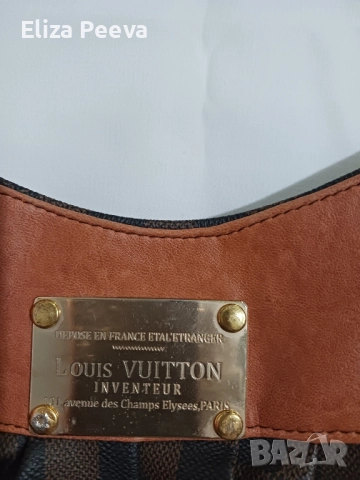 Eliza Peeva
DEPOSE EN FRANCE ETAL'ETRANGER
LOUIS VUITTON
INVENTEUR
avenue des Champs Elysees, PARIS
BAZAR